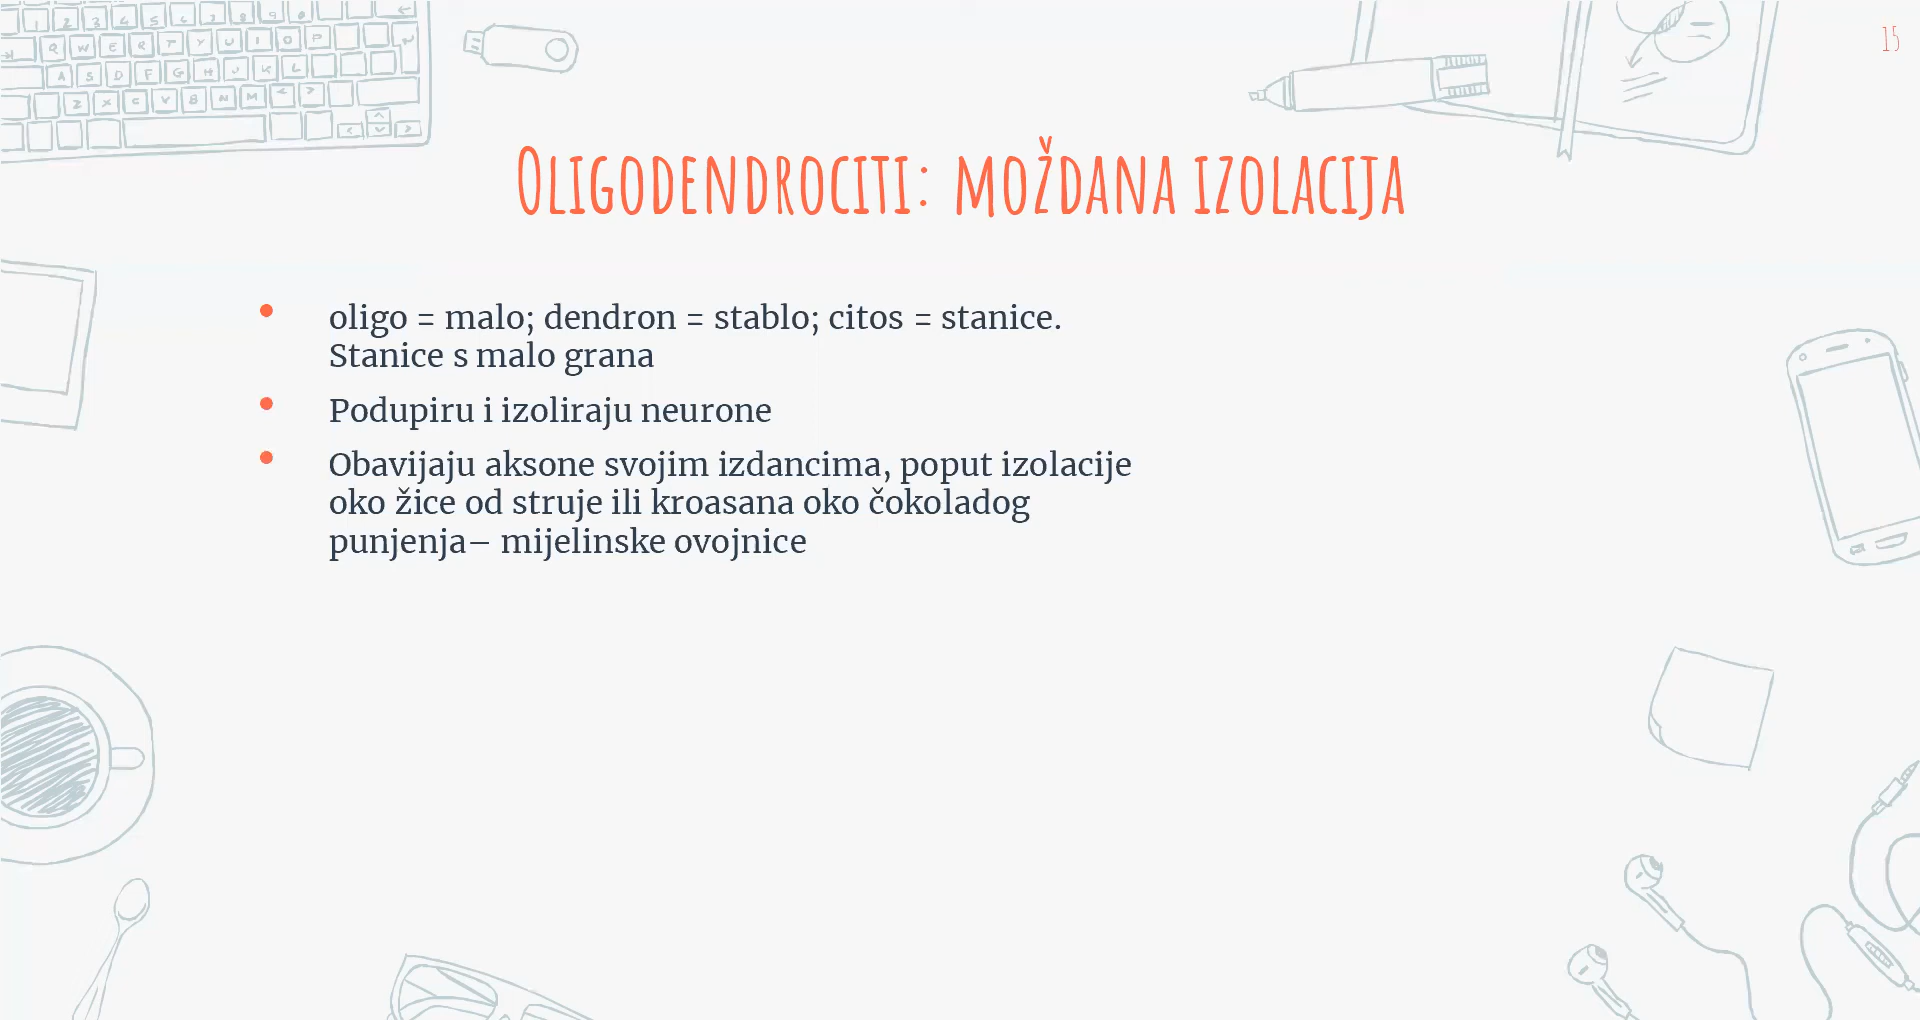 15
Oligodendrociti: moždana izolacija
oligo = malo; dendron = stablo; citos = stanice.
Stanice s malo grana
Podupiru i izoliraju neurone
Obavijaju aksone svojim izdancima, poput izolacije
oko žice od struje ili kroasana oko čokoladog
punjenja– mijelinske ovojnice